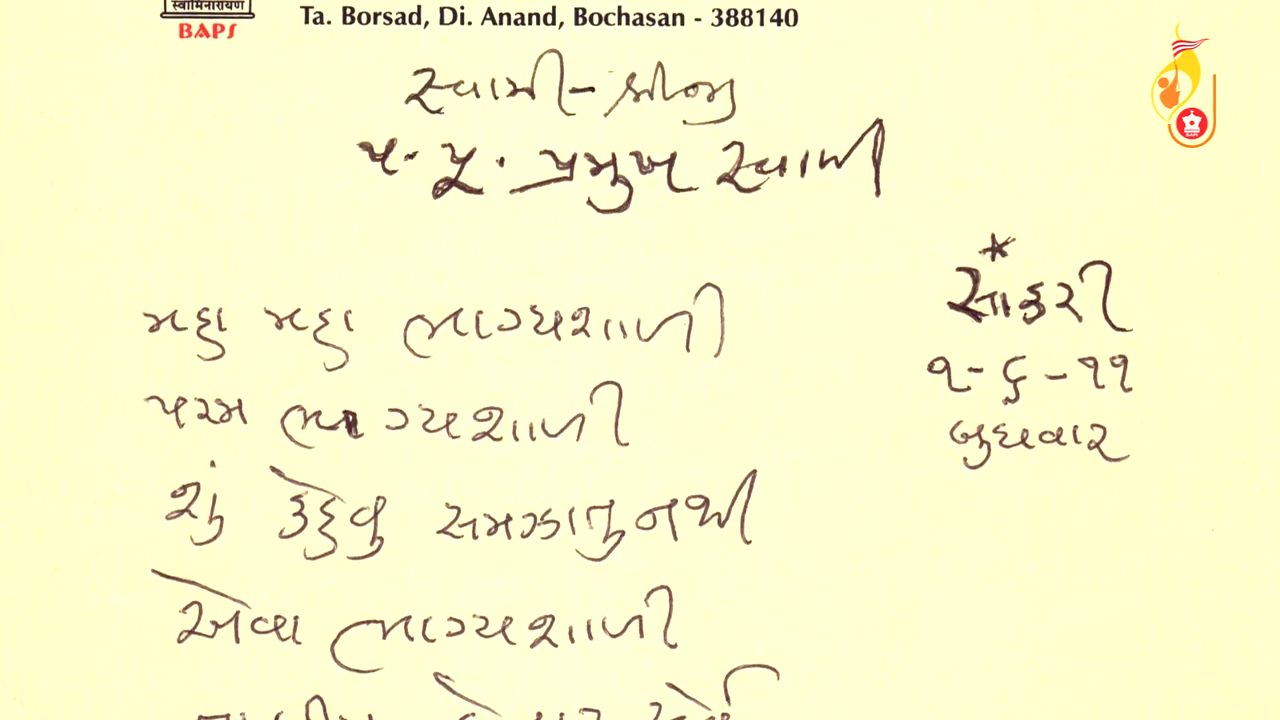 स्वामिनारायण
BAPS
Ta. Borsad, Di. Anand, Bochasan - 388140
સ્વામી-શ્રીજી
પ. પૂ. પ્રમુખ સ્વામી
*
સાંકરી
૧-૬-૧૧
બુધવાર
મહા મહા ભાગ્યશાળી
પરમ ભાગ્યશાળી
શું કહેવું સમજાતુ નથી
એવા ભાગ્યશાળી